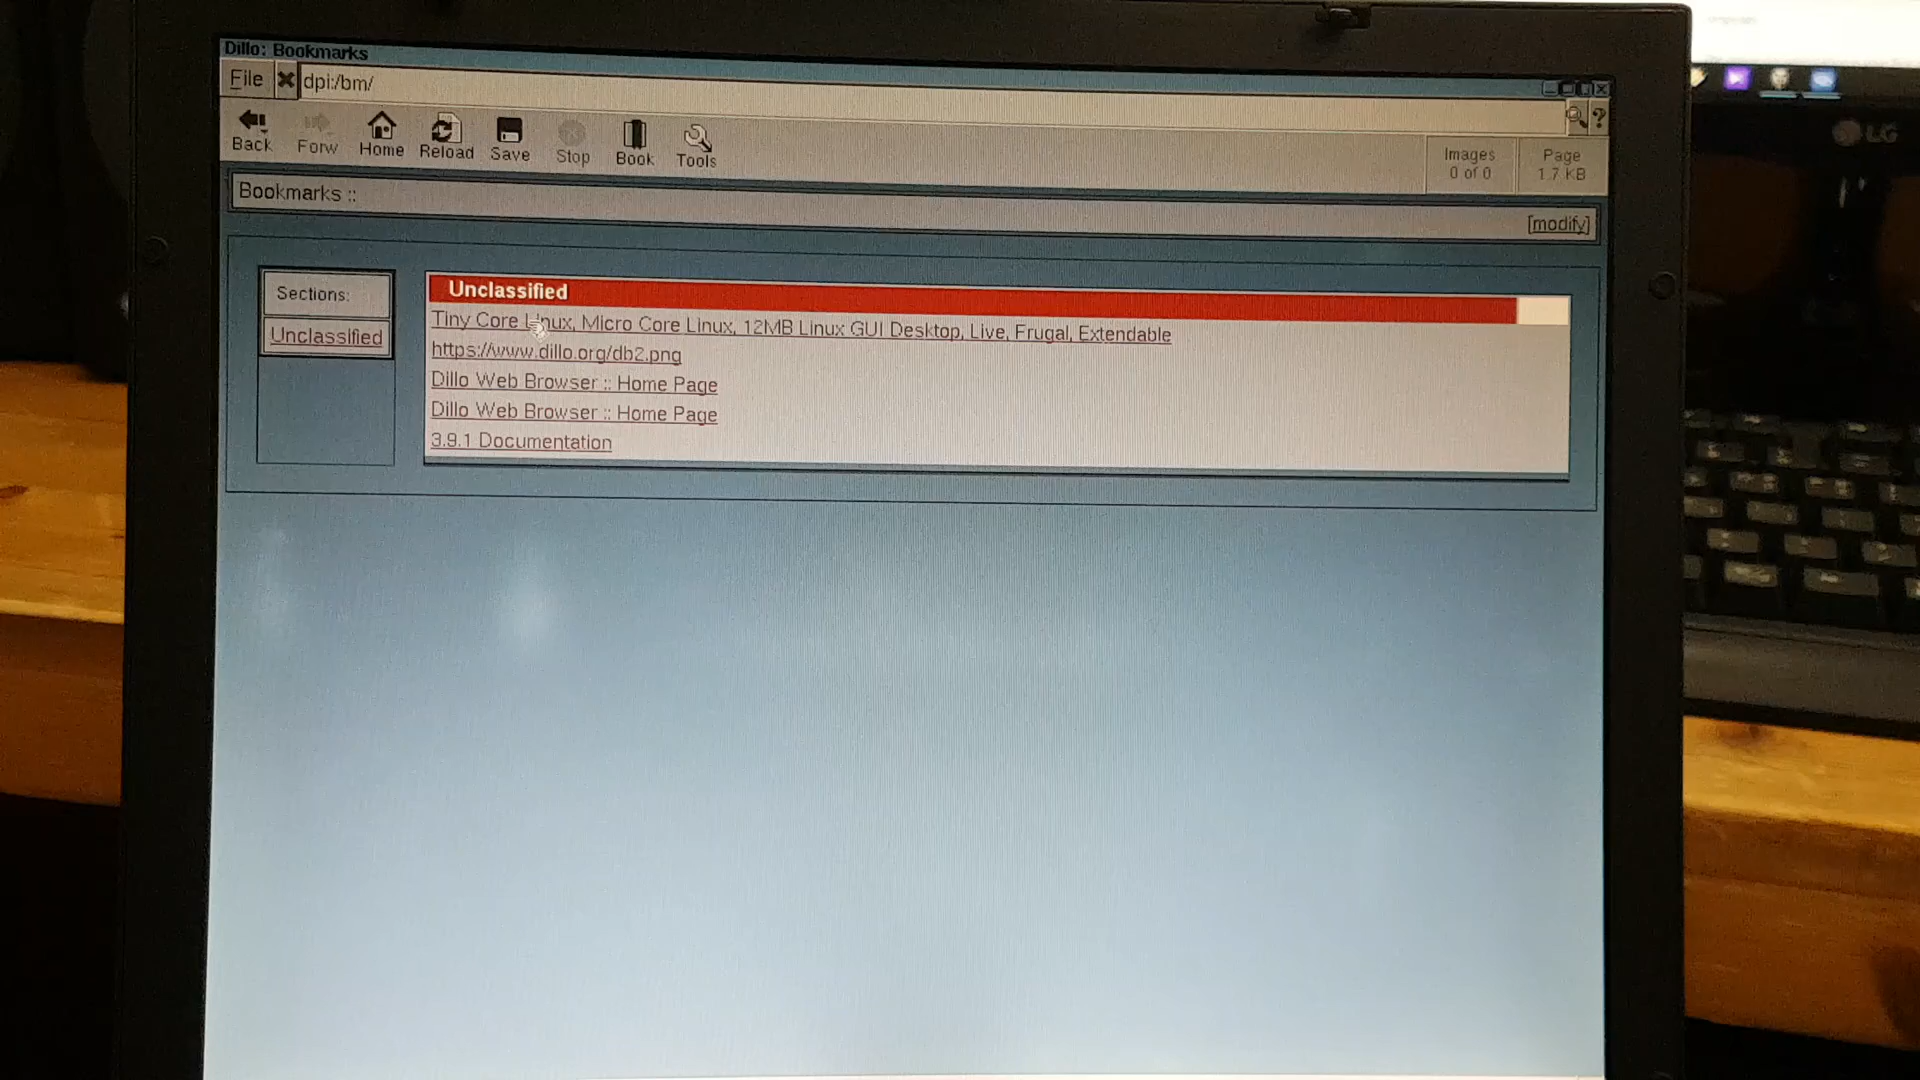 Dillo: Bookmarks
File
dpi:/bm/
?
Back
Forw
Home
Reload
Save
Stop
Book
Tools
Images
0 of 0
Page
1.7 KB
Bookmarks ::
[modify]
Sections:
Unclassified
Unclassified
Tiny Core Linux, Micro Core Linux, 12MB Linux GUI Desktop, Live, Frugal, Extendable
https://www.dillo.org/db2.png
Dillo Web Browser :: Home Page
Dillo Web Browser :: Home Page
3.9.1 Documentation
LG